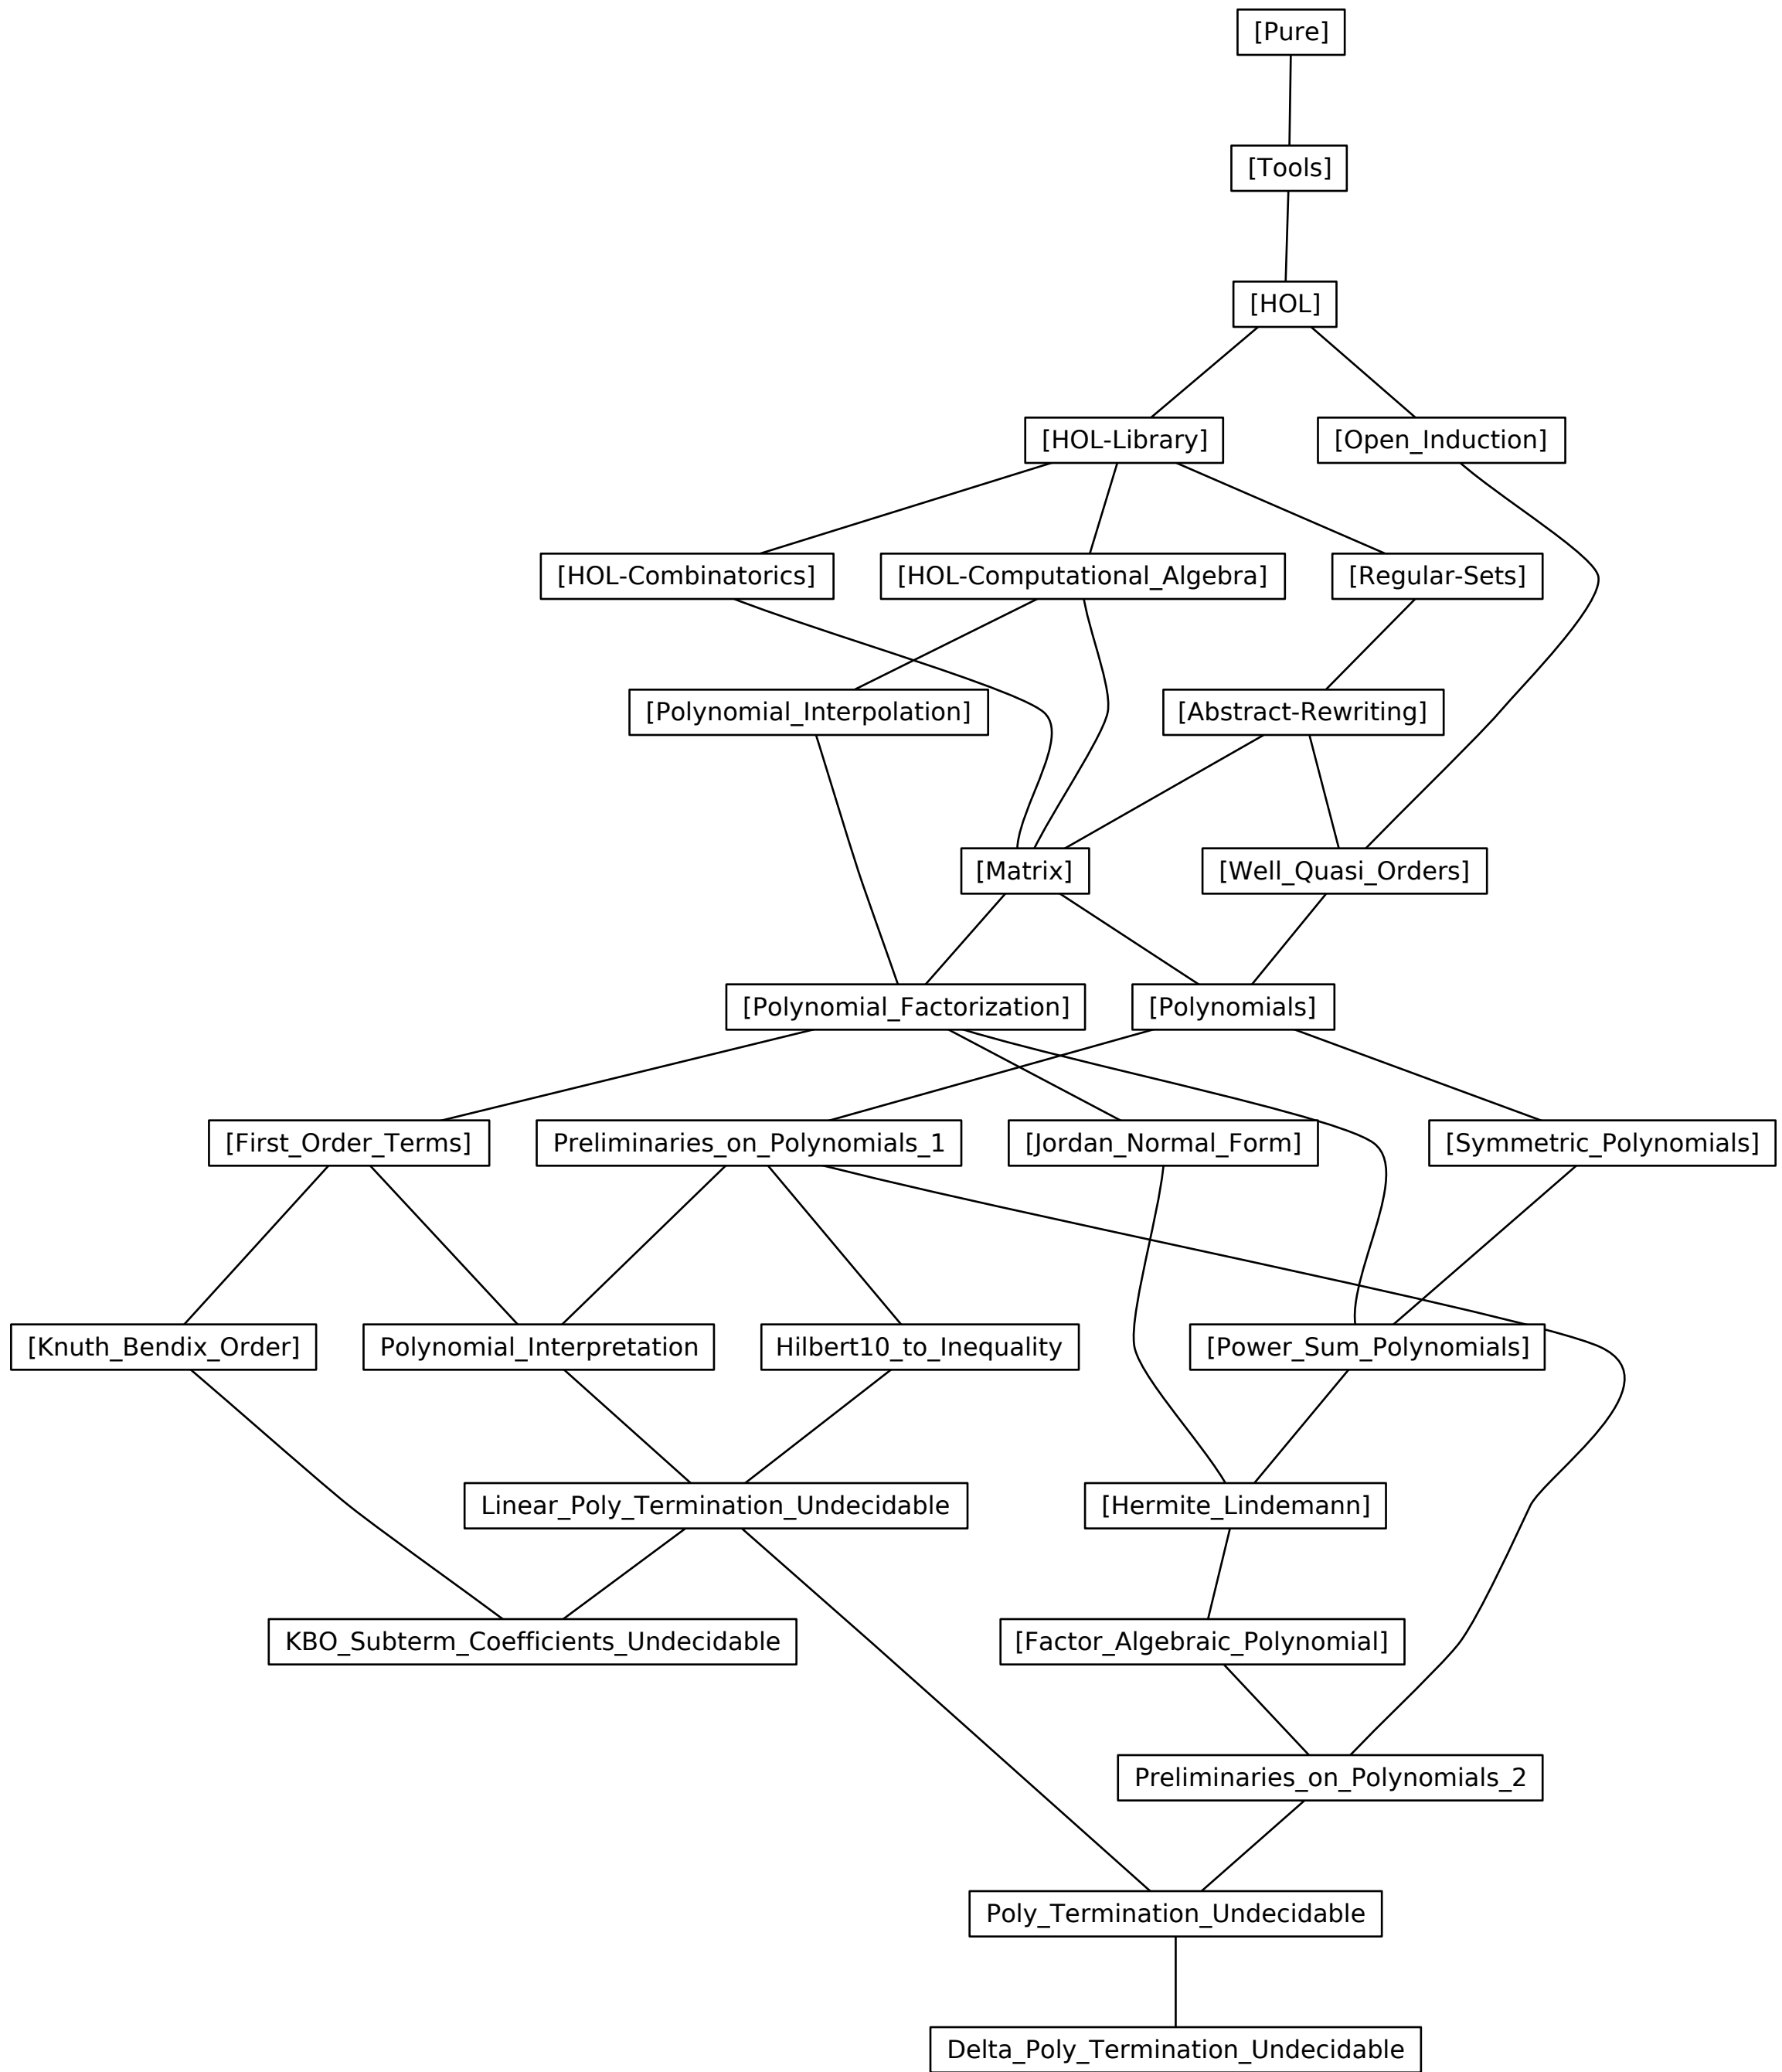 [Pure]
[Tools]
[HOL]
[HOL-Library]
[Open_Induction]
[HOL-Combinatorics]
[HOL-Computational_Algebra]
[Regular-Sets]
[Polynomial_Interpolation]
[Abstract-Rewriting]
[Matrix]
[Well_Quasi_Orders]
[Polynomial_Factorization]
[Polynomials]
[First_Order_Terms]
Preliminaries_on_Polynomials_1
[Jordan_Normal_Form]
[Symmetric_Polynomials]
[Knuth_Bendix_Order]
Polynomial_Interpretation
Hilbert10_to_Inequality
[Power_Sum_Polynomials]
Linear_Poly_Termination_Undecidable
[Hermite_Lindemann]
KBO_Subterm_Coefficients_Undecidable
[Factor_Algebraic_Polynomial]
Preliminaries_on_Polynomials_2
Poly_Termination_Undecidable
Delta_Poly_Termination_Undecidable